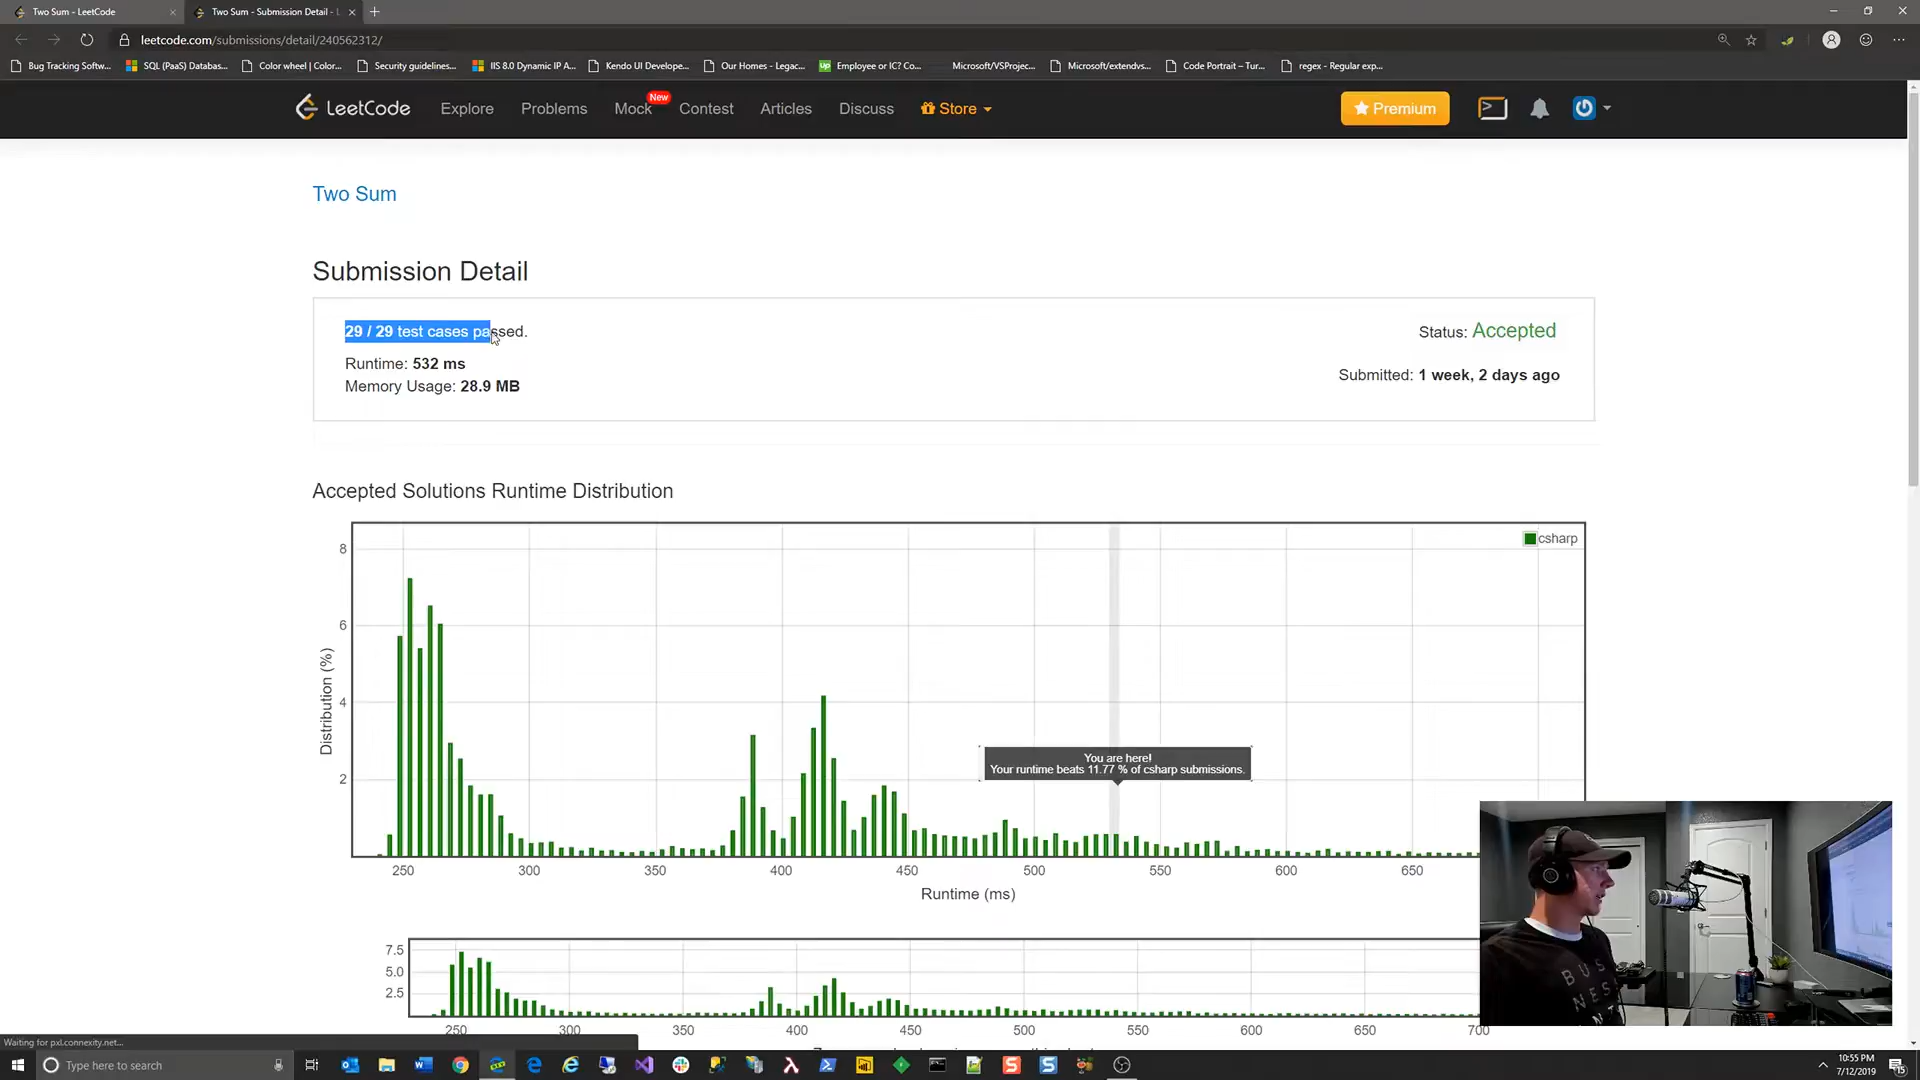 Two Sum - LeetCode
Two Sum - Submission Detail - L
leetcode.com/submissions/detail/240562312/
Bug Tracking Softw...
SQL (PaaS) Databas...
Color wheel | Color...
Security guidelines...
IIS 8.0 Dynamic IP A...
Kendo UI Develope...
Our Homes - Legac...
Employee or IC? Co...
Microsoft/VSProjec...
Microsoft/extendvs...
Code Portrait – Tur...
regex - Regular exp...
LeetCode
Explore
Problems
Mock
New
Contest
Articles
Discuss
Store
Premium
Two Sum
Submission Detail
29 / 29 test cases passed.
Status: Accepted
Runtime: 532 ms
Submitted: 1 week, 2 days ago
Memory Usage: 28.9 MB
Accepted Solutions Runtime Distribution
csharp
8
6
4
2
Distribution (%)
You are here!
Your runtime beats 11.77 % of csharp submissions.
250 300 350 400 450 500 550 600 650
Runtime (ms)
7.5
5.0
2.5
250 300 350 400 450 500 550 600 650 700
BUS
NES
Waiting for pxl.connexity.net...
Type here to search
10:55 PM
7/12/2019